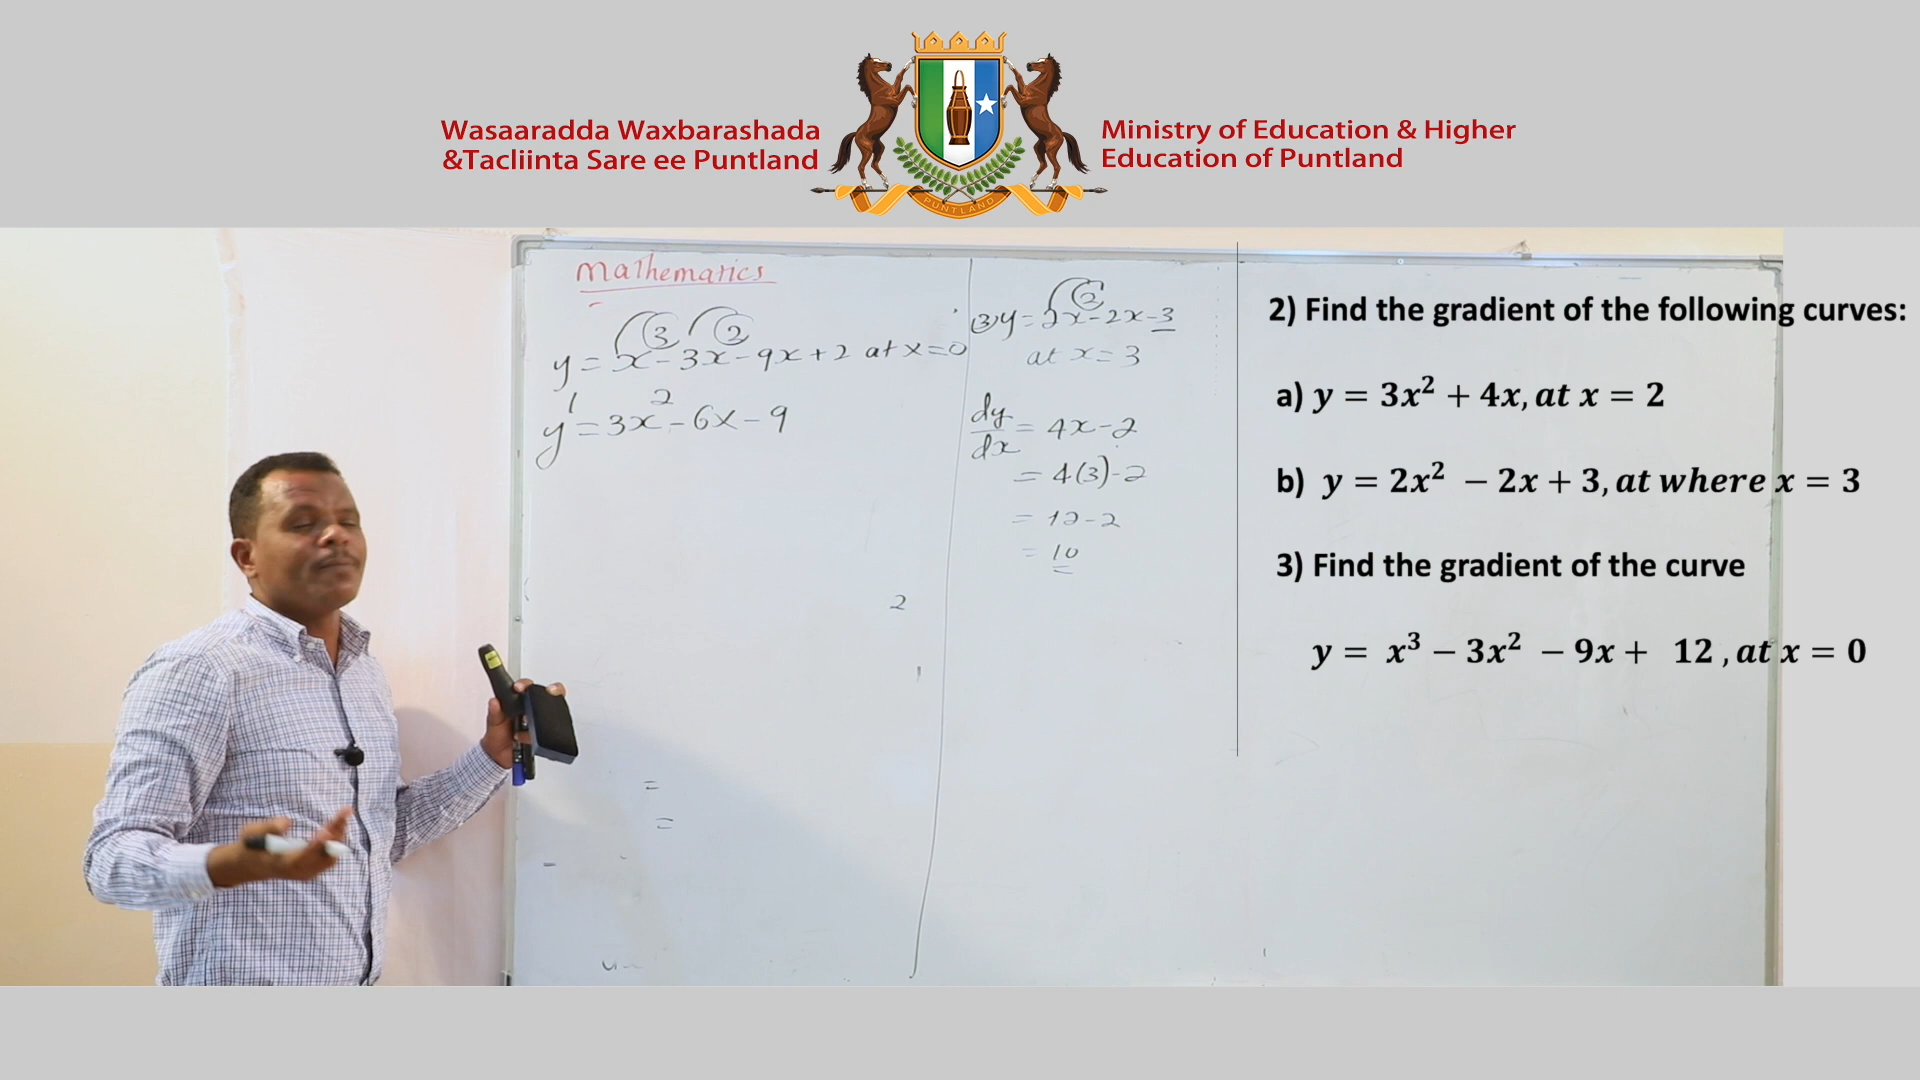 Wasaaradda Waxbarashada
&Tacliinta Sare ee Puntland
Ministry of Education & Higher
Education of Puntland
PUNTLAND
Mathematics
y = x³ - 3x² - 9x + 2 at x = 0
y' = 3x² - 6x - 9
2
=
=
(3) y = 2x² - 2x - 3
at x = 3
dy/dx = 4x - 2
= 4(3) - 2
= 12 - 2
= 10
2) Find the gradient of the following curves:
a) y = 3x² + 4x, at x = 2
b) y = 2x² − 2x + 3, at where x = 3
3) Find the gradient of the curve
y = x³ − 3x² − 9x + 12 , at x = 0